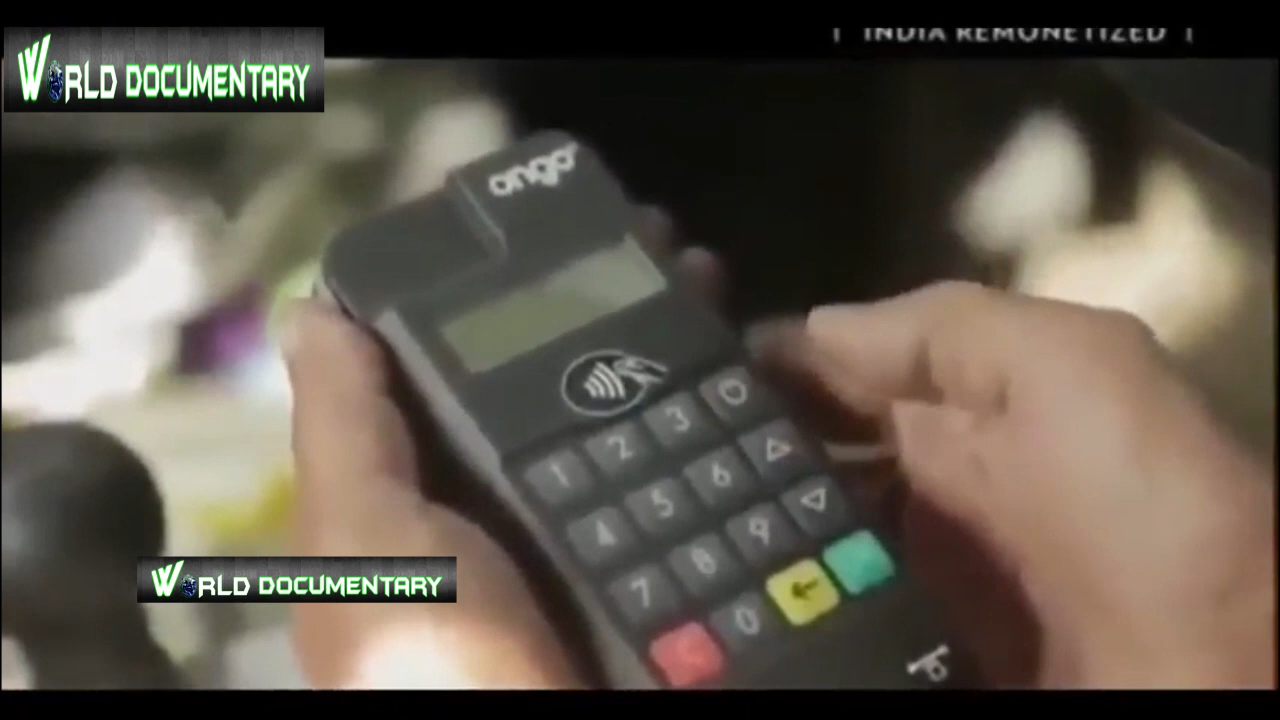 | INDIA REMONETIZED |
WORLD DOCUMENTARY
ongo
1 2 3
4 5 6
7 8 9
0
WORLD DOCUMENTARY